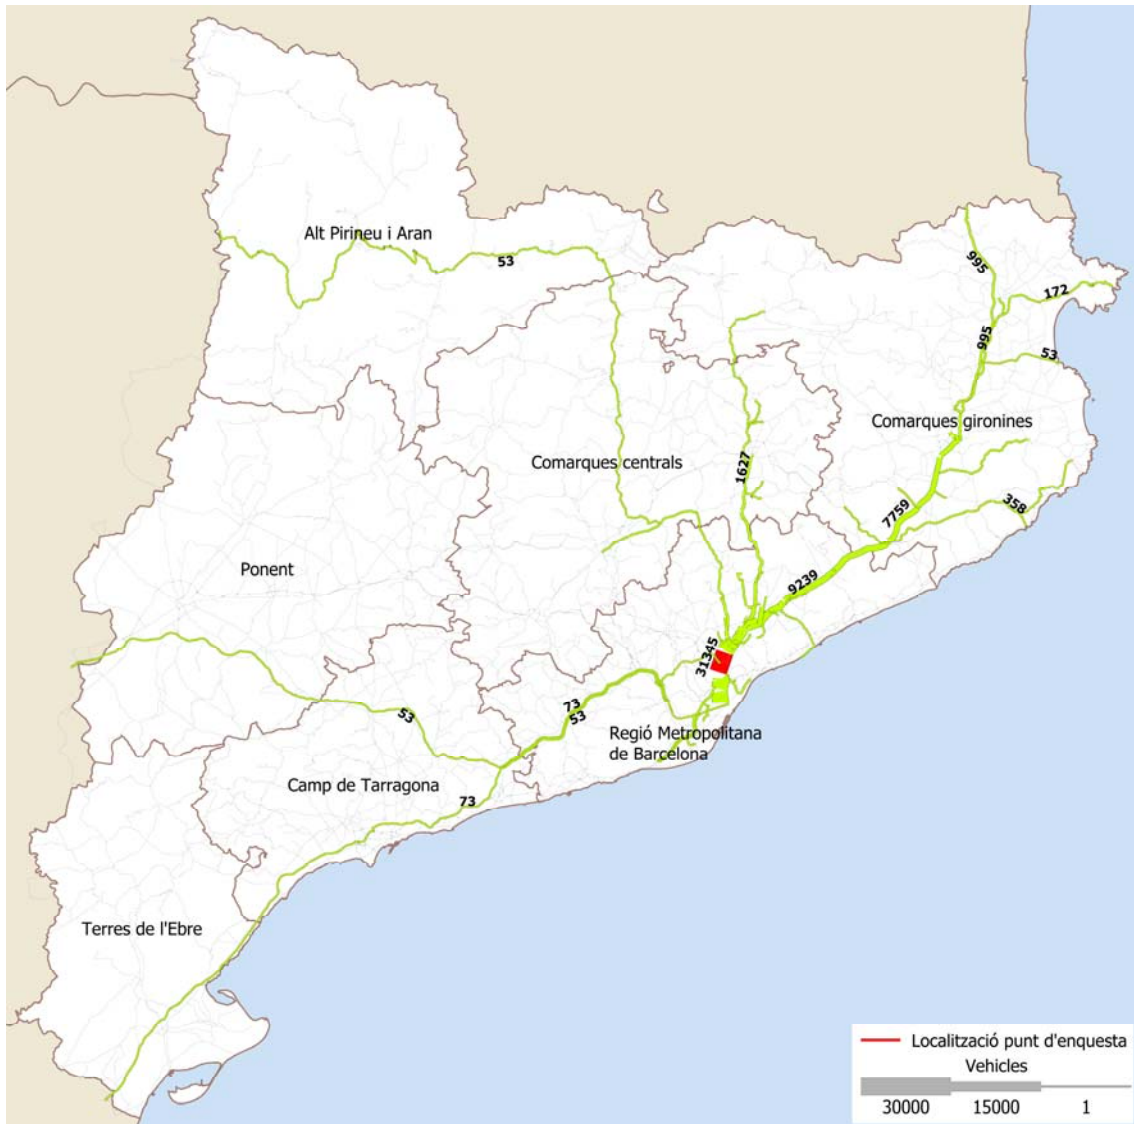 Alt Pirineu i Aran
53
995
172
995
53
Comarques gironines
Comarques centrals
1627
7759
358
Ponent
9239
31345
73
53
53
Regió Metropolitana
de Barcelona
Camp de Tarragona
73
Terres de l'Ebre
Localització punt d'enquesta
Vehicles
30000 15000 1